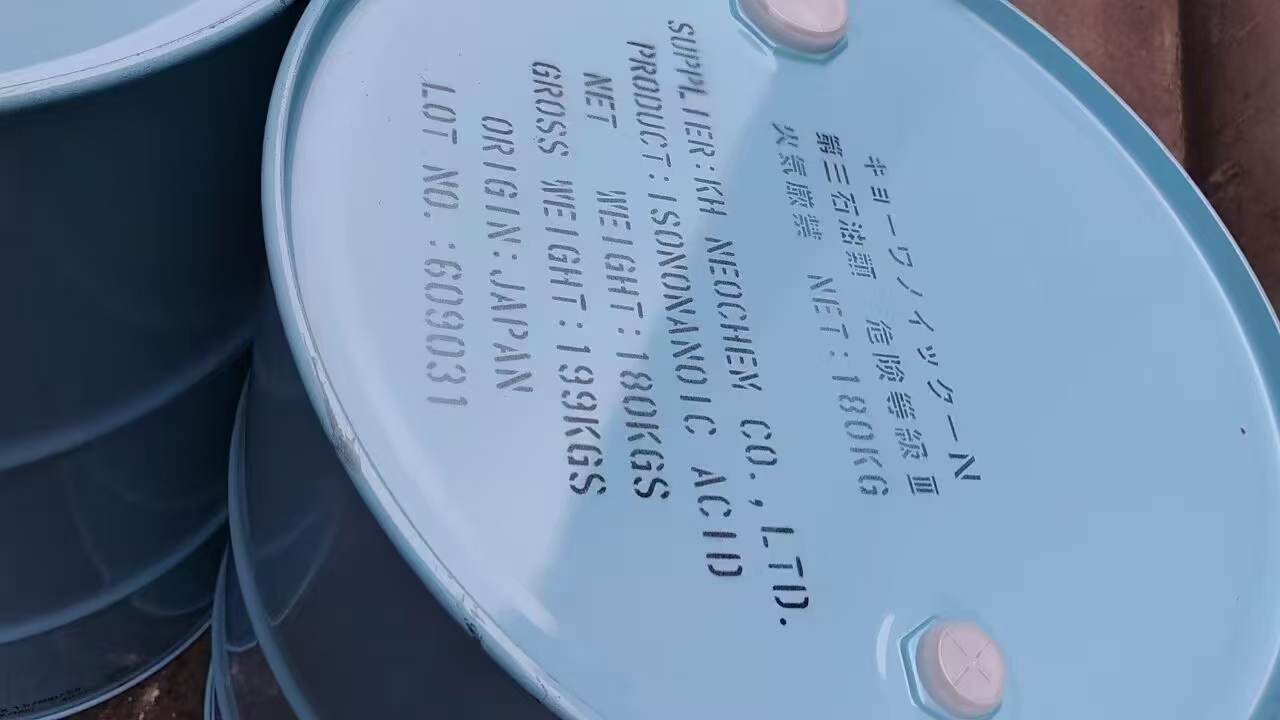 キョーワノイックーN
第三石油類 危険等級Ⅲ
火気厳禁 NET:180KG
SUPPLIER:KH NEOCHEM CO.,LTD.
PRODUCT:ISONONANOIC ACID
NET WEIGHT:180KGS
GROSS WEIGHT:199KGS
ORIGIN:JAPAN
LOT NO.:609031